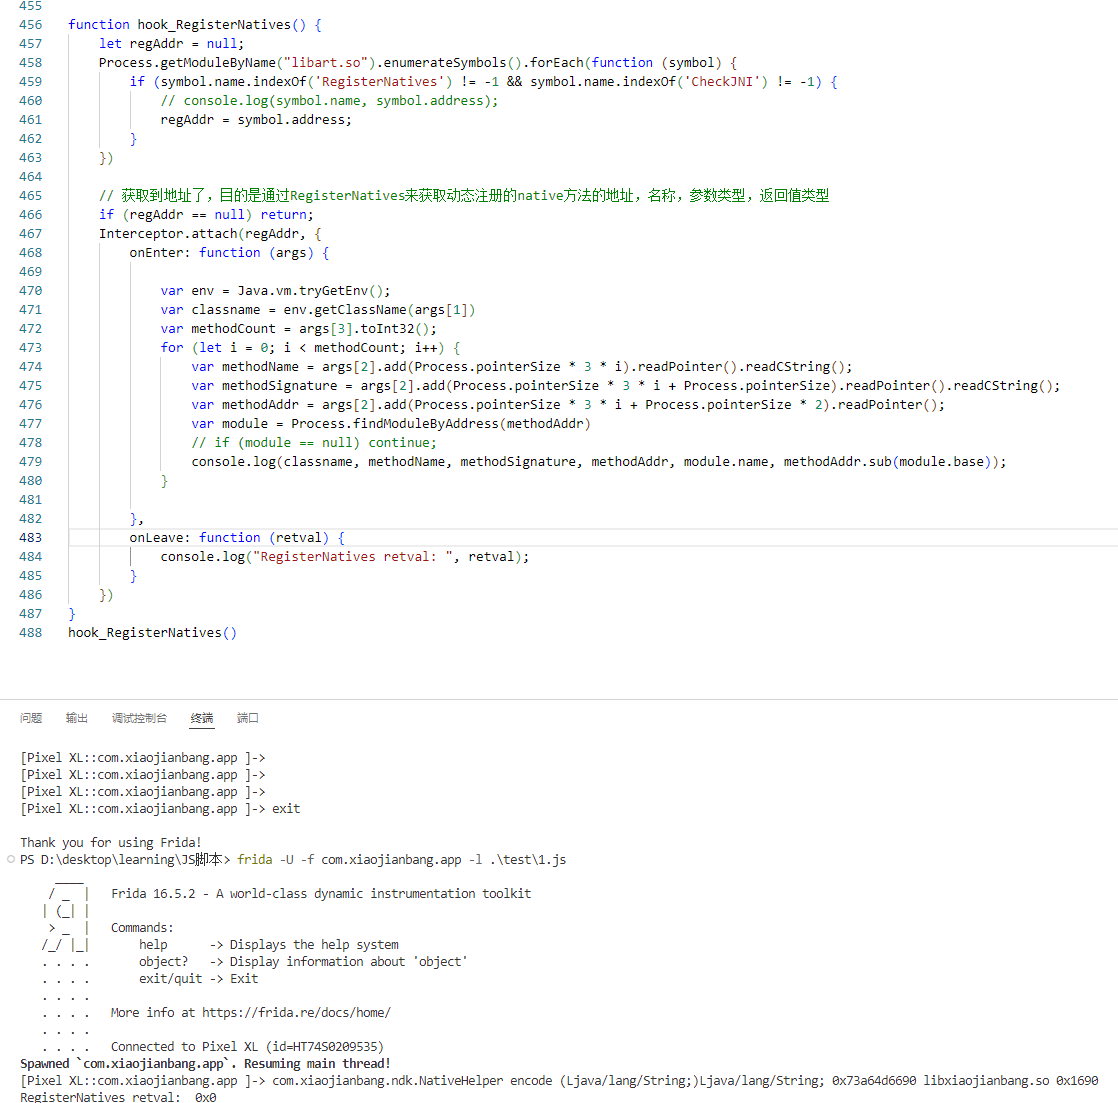 455
456 function hook_RegisterNatives() {
457 let regAddr = null;
458 Process.getModuleByName("libart.so").enumerateSymbols().forEach(function (symbol) {
459 if (symbol.name.indexOf('RegisterNatives') != -1 && symbol.name.indexOf('CheckJNI') != -1) {
460 // console.log(symbol.name, symbol.address);
461 regAddr = symbol.address;
462 }
463 })
464
465 // 获取到地址了，目的是通过RegisterNatives来获取动态注册的native方法的地址，名称，参数类型，返回值类型
466 if (regAddr == null) return;
467 Interceptor.attach(regAddr, {
468 onEnter: function (args) {
469
470 var env = Java.vm.tryGetEnv();
471 var classname = env.getClassName(args[1])
472 var methodCount = args[3].toInt32();
473 for (let i = 0; i < methodCount; i++) {
474 var methodName = args[2].add(Process.pointerSize * 3 * i).readPointer().readCString();
475 var methodSignature = args[2].add(Process.pointerSize * 3 * i + Process.pointerSize).readPointer().readCString();
476 var methodAddr = args[2].add(Process.pointerSize * 3 * i + Process.pointerSize * 2).readPointer();
477 var module = Process.findModuleByAddress(methodAddr)
478 // if (module == null) continue;
479 console.log(classname, methodName, methodSignature, methodAddr, module.name, methodAddr.sub(module.base));
480 }
481
482 },
483 onLeave: function (retval) {
484 console.log("RegisterNatives retval: ", retval);
485 }
486 })
487 }
488 hook_RegisterNatives()
问题 输出 调试控制台 终端 端口
[Pixel XL::com.xiaojianbang.app ]->
[Pixel XL::com.xiaojianbang.app ]->
[Pixel XL::com.xiaojianbang.app ]->
[Pixel XL::com.xiaojianbang.app ]-> exit
Thank you for using Frida!
PS D:\desktop\learning\JS脚本> frida -U -f com.xiaojianbang.app -l .\test\1.js
____
/ _ | Frida 16.5.2 - A world-class dynamic instrumentation toolkit
| (_| |
> _ | Commands:
/_/ |_| help -> Displays the help system
. . . . object? -> Display information about 'object'
. . . . exit/quit -> Exit
. . . .
. . . . More info at https://frida.re/docs/home/
. . . .
. . . . Connected to Pixel XL (id=HT74S0209535)
Spawned `com.xiaojianbang.app`. Resuming main thread!
[Pixel XL::com.xiaojianbang.app ]-> com.xiaojianbang.ndk.NativeHelper encode (Ljava/lang/String;)Ljava/lang/String; 0x73a64d6690 libxiaojianbang.so 0x1690
RegisterNatives retval: 0x0